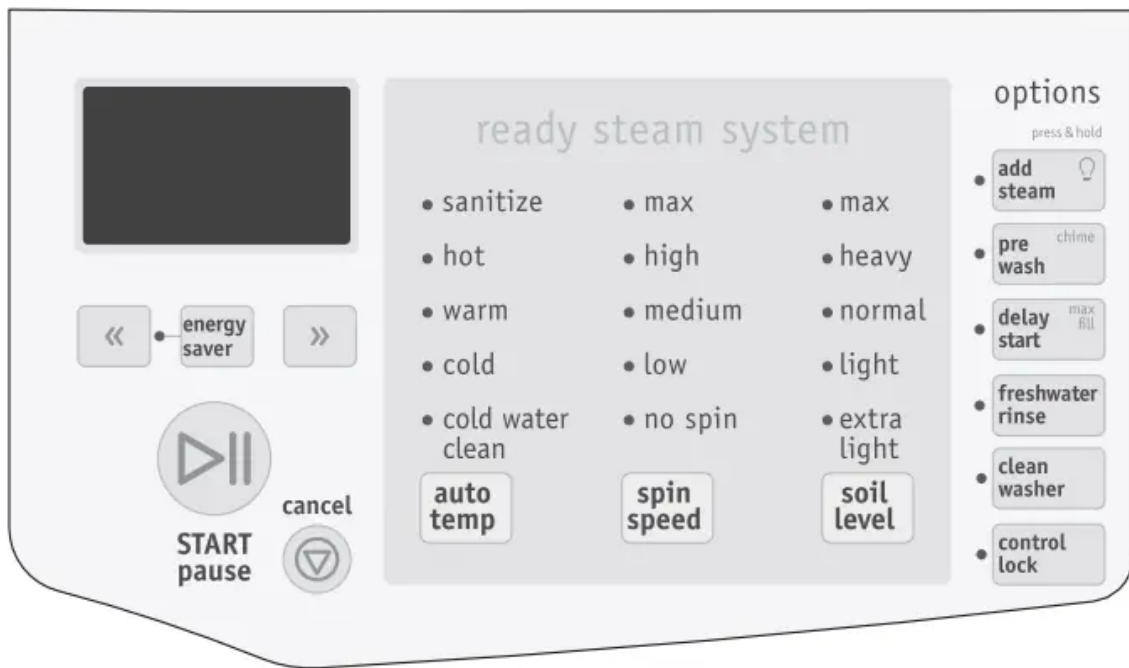 options
ready steam system
press & hold
add
steam
• sanitize
• max
• max
chime
pre
wash
• hot
• high
• heavy
max
fill
delay
start
«
energy
saver
»
• warm
• medium
• normal
• cold
• low
• light
freshwater
rinse
• cold water
clean
• no spin
• extra
light
clean
washer
auto
temp
spin
speed
soil
level
cancel
START
pause
control
lock